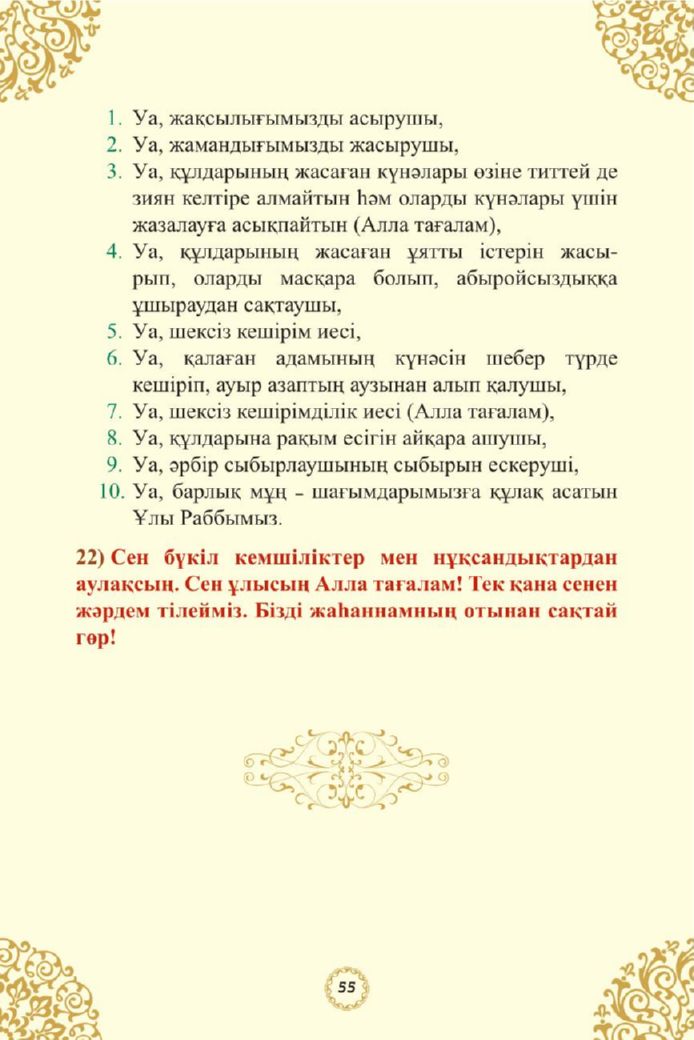 1. Уа, жақсылығымызды асырушы,
2. Уа, жамандығымызды жасырушы,
3. Уа, құлдарының жасаған күнәлары өзіне титтей де
зиян келтіре алмайтын һәм оларды күнәлары үшін
жазалауға асықпайтын (Алла тағалам),
4. Уа, құлдарының жасаған ұятты істерін жасы-
рып, оларды масқара болып, абыройсыздыққа
ұшыраудан сақтаушы,
5. Уа, шексіз кешірім иесі,
6. Уа, қалаған адамының күнәсін шебер түрде
кешіріп, ауыр азаптың аузынан алып қалушы,
7. Уа, шексіз кешірімділік иесі (Алла тағалам),
8. Уа, құлдарына рақым есігін айқара ашушы,
9. Уа, әрбір сыбырлаушының сыбырын ескеруші,
10. Уа, барлық мұң – шағымдарымызға құлақ асатын
Ұлы Раббымыз.
22) Сен бүкіл кемшіліктер мен нұқсандықтардан
аулақсың. Сен ұлысың Алла тағалам! Тек қана сенен
жәрдем тілейміз. Бізді жаһаннамның отынан сақтай
гөр!
55